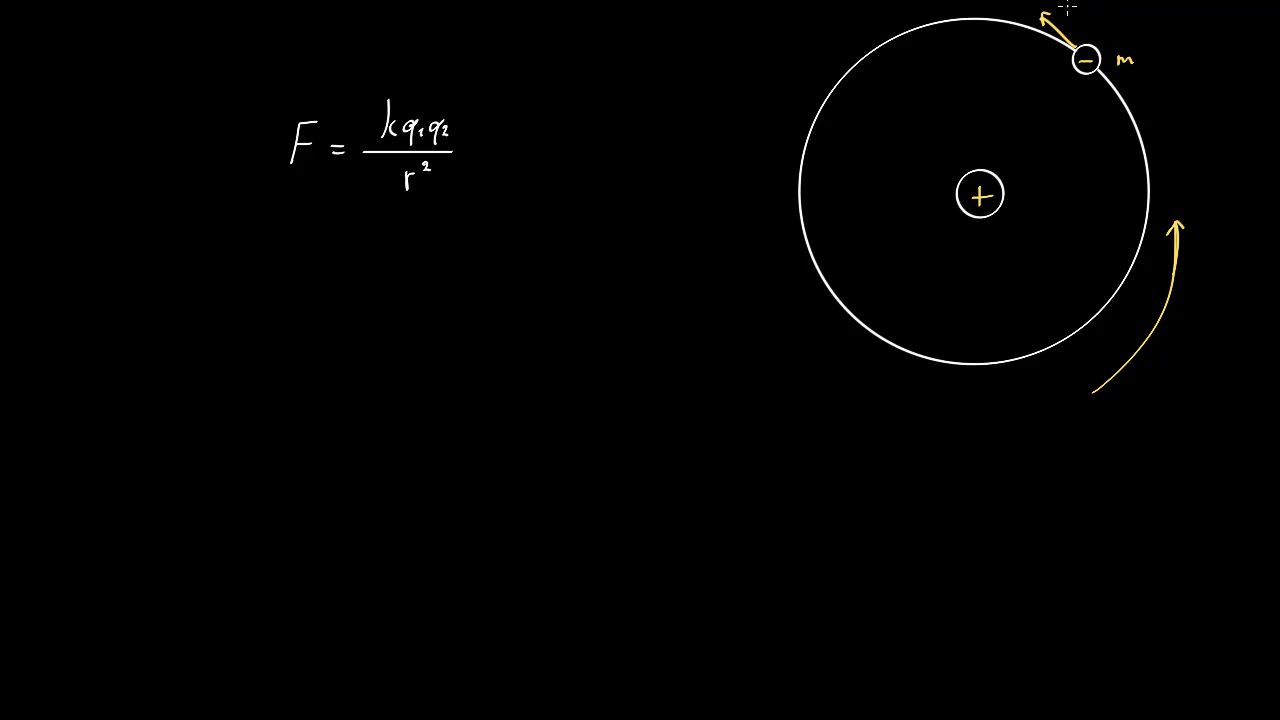 F = kq₁q₂ / r²
− m
+